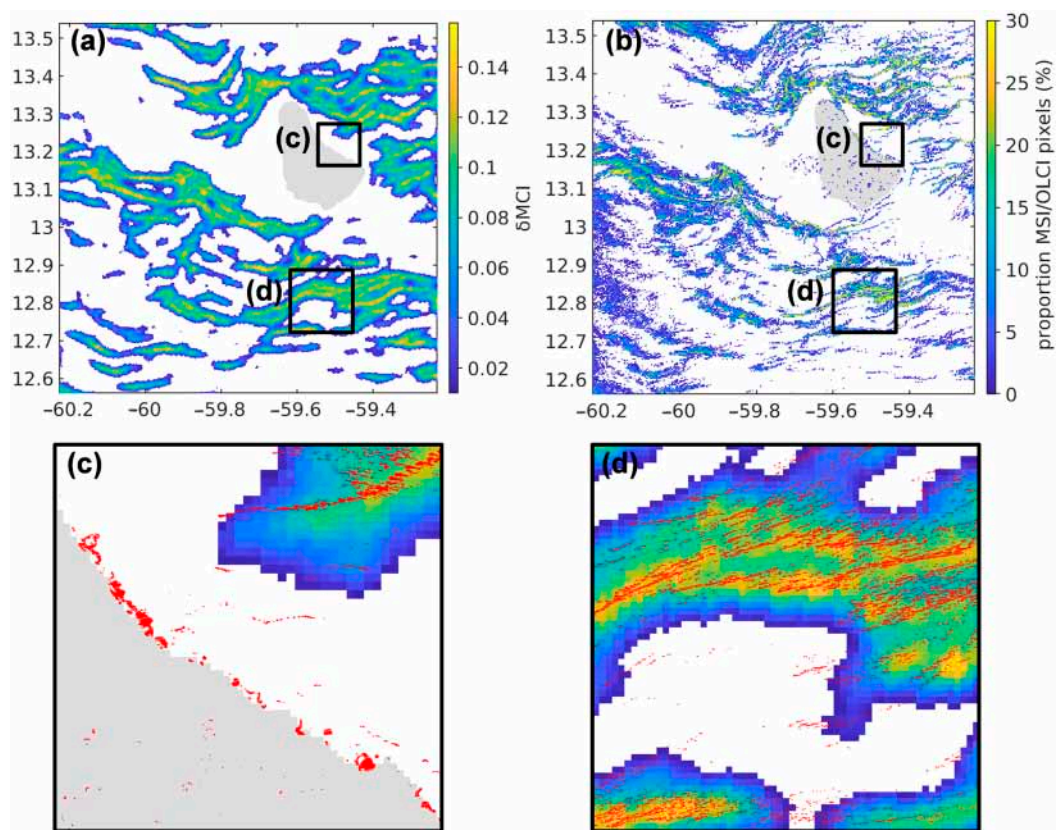 (a)
13.5
13.4
13.3
13.2
13.1
13
12.9
12.8
12.7
12.6
−60.2 −60 −59.8 −59.6 −59.4
(c)
(d)
0.14
0.12
0.1
0.08
0.06
0.04
0.02
δMCI
(b)
13.5
13.4
13.3
13.2
13.1
13
12.9
12.8
12.7
12.6
−60.2 −60 −59.8 −59.6 −59.4
(c)
(d)
30
25
20
15
10
5
0
proportion MSI/OLCI pixels (%)
(c)
(d)